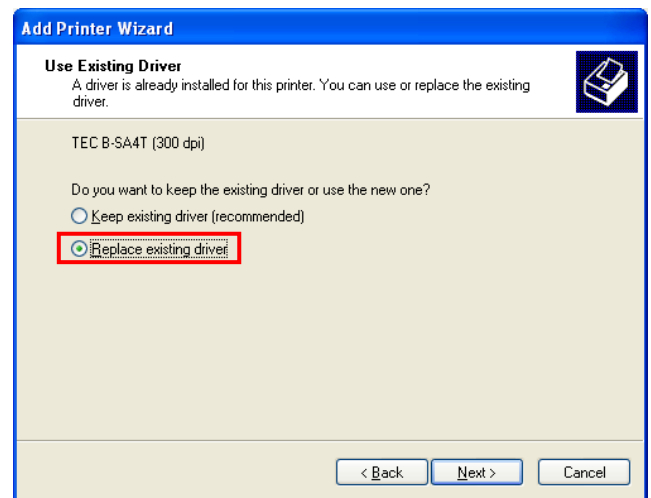 Add Printer Wizard
Use Existing Driver
A driver is already installed for this printer. You can use or replace the existing
driver.
TEC B-SA4T (300 dpi)
Do you want to keep the existing driver or use the new one?
Keep existing driver (recommended)
Replace existing driver
< Back
Next >
Cancel